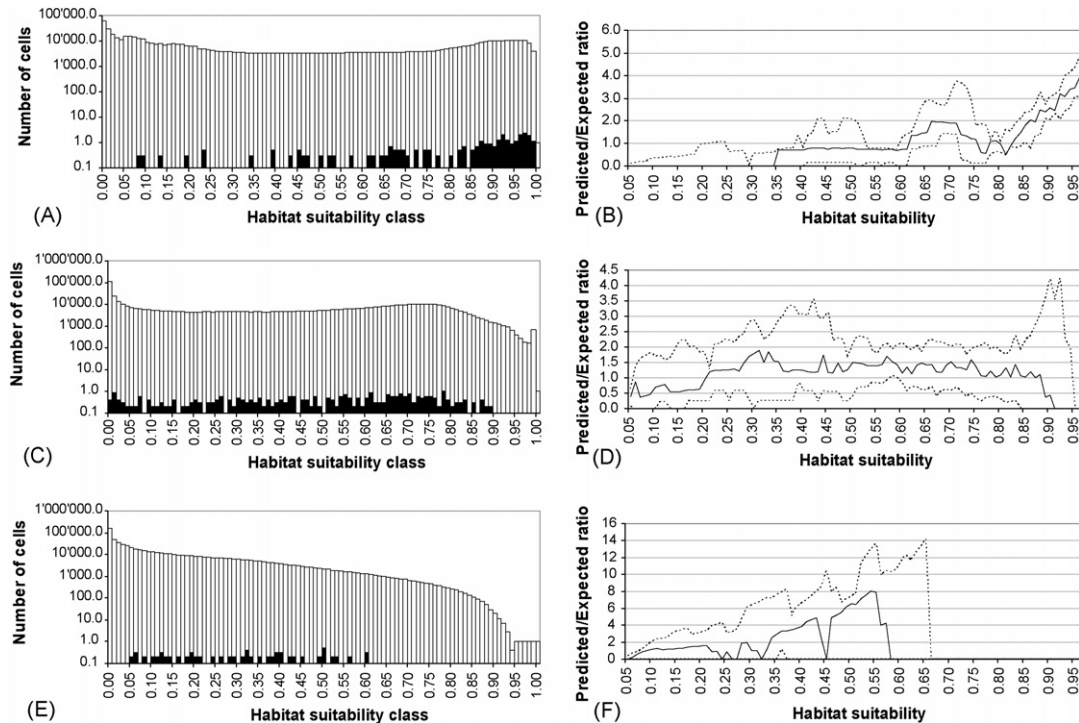 Number of cells
100'000.0
10'000.0
1'000.0
100.0
10.0
1.0
0.1
0.00 0.05 0.10 0.15 0.20 0.25 0.30 0.35 0.40 0.45 0.50 0.55 0.60 0.65 0.70 0.75 0.80 0.85 0.90 0.95 1.00
(A)
Habitat suitability class
Predicted/Expected ratio
6.0
5.0
4.0
3.0
2.0
1.0
0.0
0.05 0.10 0.15 0.20 0.25 0.30 0.35 0.40 0.45 0.50 0.55 0.60 0.65 0.70 0.75 0.80 0.85 0.90 0.95
(B)
Habitat suitability
Number of cells
1'000'000.0
100'000.0
10'000.0
1'000.0
100.0
10.0
1.0
0.1
0.00 0.05 0.10 0.15 0.20 0.25 0.30 0.35 0.40 0.45 0.50 0.55 0.60 0.65 0.70 0.75 0.80 0.85 0.90 0.95 1.00
(C)
Habitat suitability class
Predicted/Expected ratio
4.5
4.0
3.5
3.0
2.5
2.0
1.5
1.0
0.5
0.0
0.05 0.10 0.15 0.20 0.25 0.30 0.35 0.40 0.45 0.50 0.55 0.60 0.65 0.70 0.75 0.80 0.85 0.90 0.95
(D)
Habitat suitability
Number of cells
1'000'000.0
100'000.0
10'000.0
1'000.0
100.0
10.0
1.0
0.1
0.00 0.05 0.10 0.15 0.20 0.25 0.30 0.35 0.40 0.45 0.50 0.55 0.60 0.65 0.70 0.75 0.80 0.85 0.90 0.95 1.00
(E)
Habitat suitability class
Predicted/Expected ratio
16
14
12
10
8
6
4
2
0
0.05 0.10 0.15 0.20 0.25 0.30 0.35 0.40 0.45 0.50 0.55 0.60 0.65 0.70 0.75 0.80 0.85 0.90 0.95
(F)
Habitat suitability